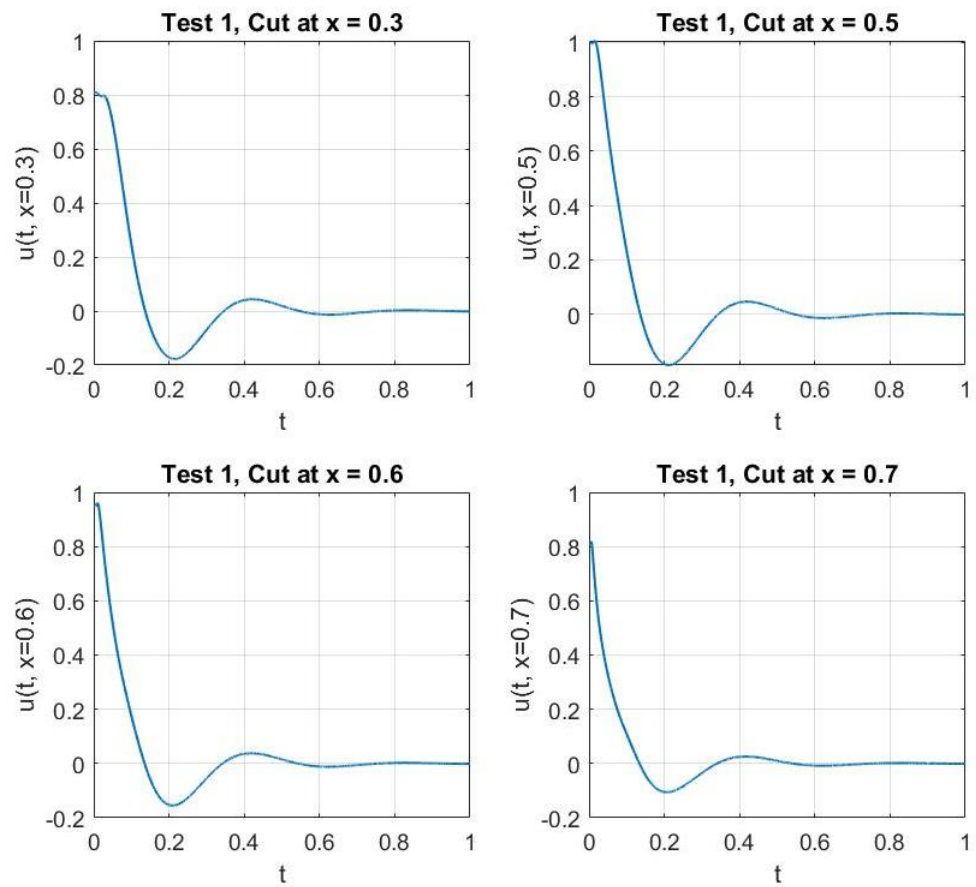 Test 1, Cut at x = 0.3
1
0.8
0.6
0.4
0.2
0
-0.2
u(t, x=0.3)
0 0.2 0.4 0.6 0.8 1
t
Test 1, Cut at x = 0.5
1
0.8
0.6
0.4
0.2
0
u(t, x=0.5)
0 0.2 0.4 0.6 0.8 1
t
Test 1, Cut at x = 0.6
1
0.8
0.6
0.4
0.2
0
-0.2
u(t, x=0.6)
0 0.2 0.4 0.6 0.8 1
t
Test 1, Cut at x = 0.7
1
0.8
0.6
0.4
0.2
0
-0.2
u(t, x=0.7)
0 0.2 0.4 0.6 0.8 1
t